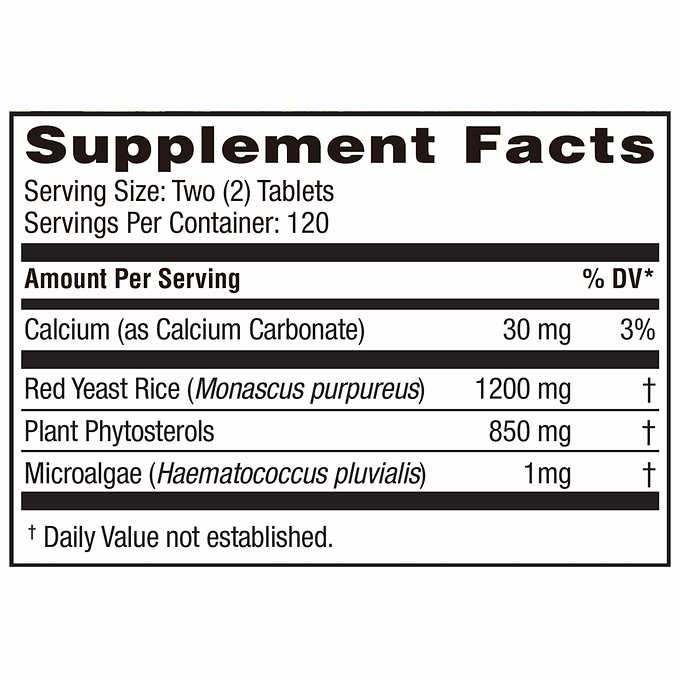 Supplement Facts
Serving Size: Two (2) Tablets
Servings Per Container: 120
Amount Per Serving % DV*
Calcium (as Calcium Carbonate) 30 mg 3%
Red Yeast Rice (Monascus purpureus) 1200 mg †
Plant Phytosterols 850 mg †
Microalgae (Haematococcus pluvialis) 1mg †
† Daily Value not established.